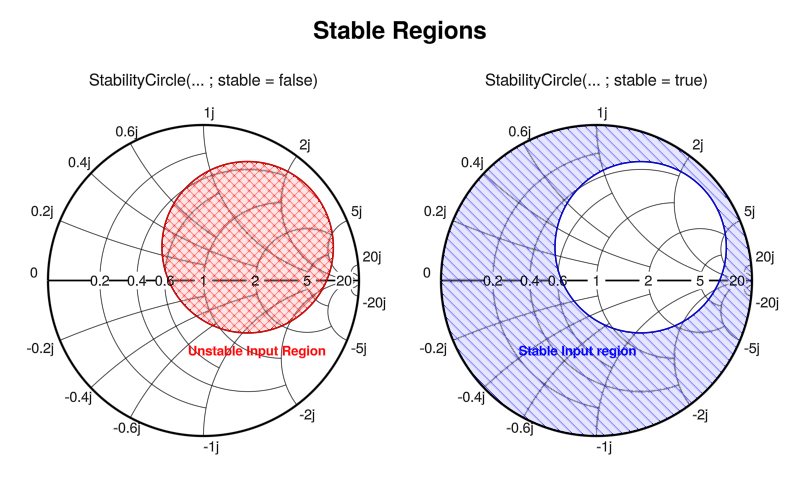 Stable Regions
StabilityCircle(... ; stable = false)
StabilityCircle(... ; stable = true)
1j
0.6j
2j
0.4j
0.2j
5j
20j
0
0.2
0.4
0.6
1
2
5
20
-20j
-0.2j
-5j
Unstable Input Region
-0.4j
-2j
-0.6j
-1j
1j
0.6j
2j
0.4j
0.2j
5j
20j
0
0.2
0.4
0.6
1
2
5
20
-20j
-0.2j
-5j
Stable Input region
-0.4j
-2j
-0.6j
-1j